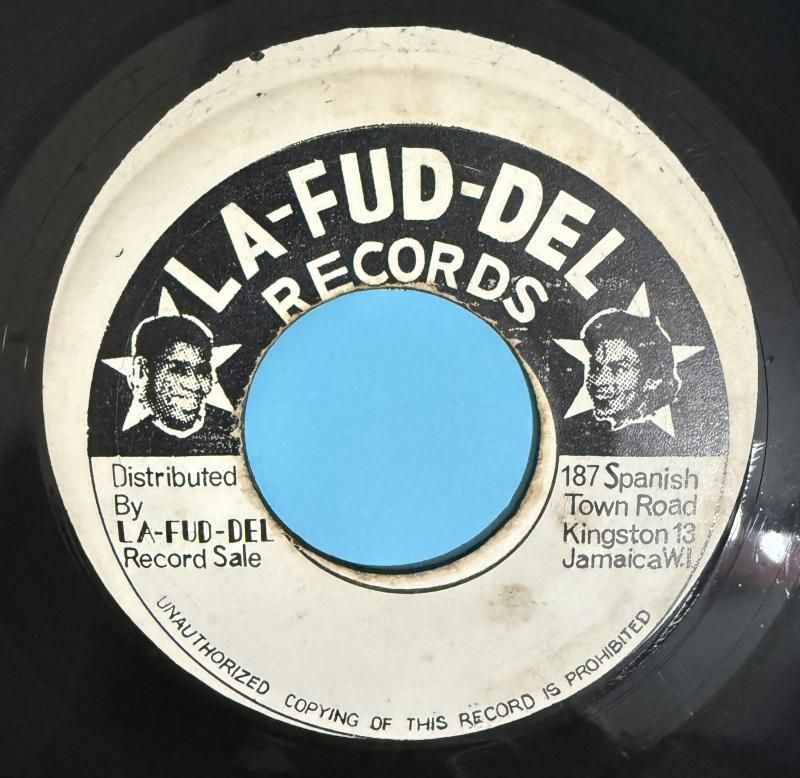 LA-FUD-DEL
RECORDS
Distributed
By
LA-FUD-DEL
Record Sale
187 Spanish
Town Road
Kingston 13
Jamaica W.I.
UNAUTHORIZED COPYING OF THIS RECORD IS PROHIBITED